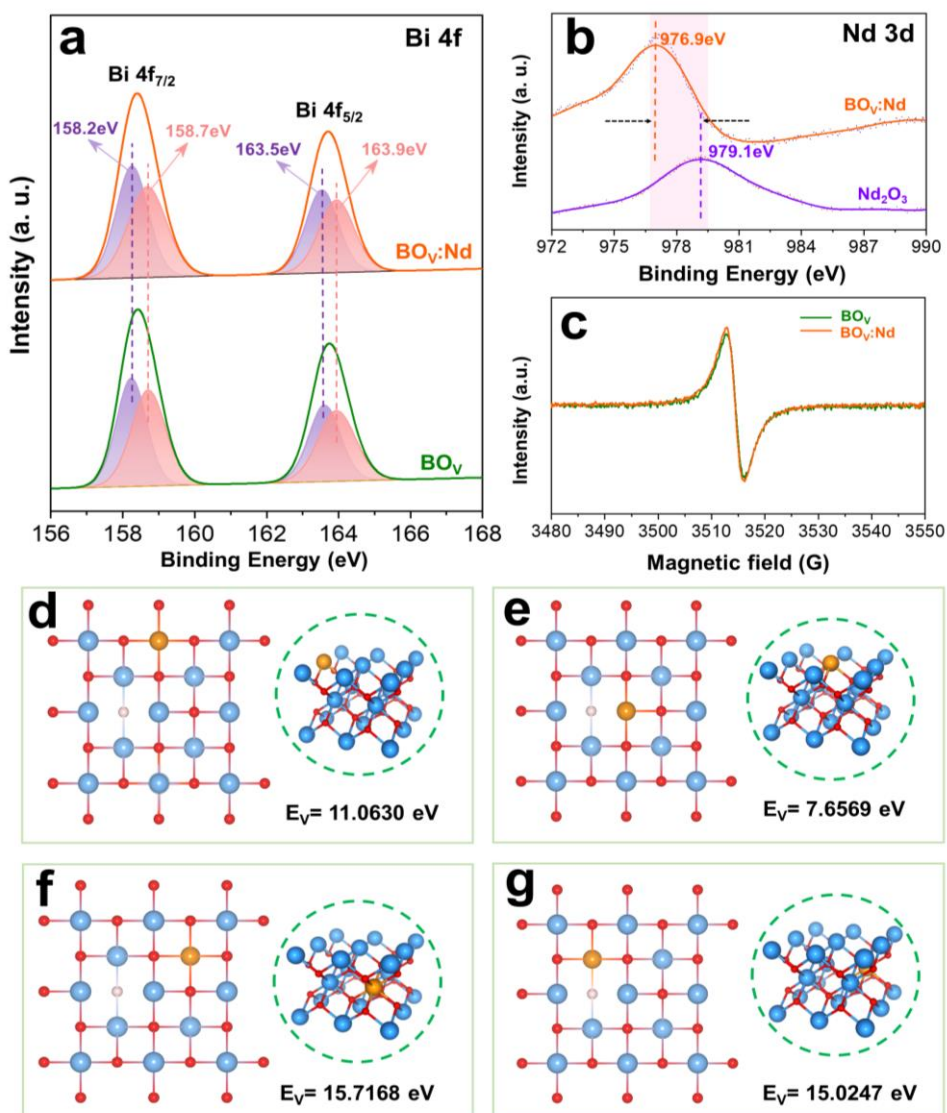 a
Bi 4f
Bi 4f7/2
Bi 4f5/2
158.2eV
158.7eV
163.5eV
163.9eV
BOV:Nd
BOV
Intensity (a. u.)
156 158 160 162 164 166 168
Binding Energy (eV)
b
Nd 3d
976.9eV
BOV:Nd
979.1eV
Nd2O3
Intensity (a. u.)
972 975 978 981 984 987 990
Binding Energy (eV)
c
BOV
BOV:Nd
Intensity (a.u.)
3480 3490 3500 3510 3520 3530 3540 3550
Magnetic field (G)
d
EV= 11.0630 eV
e
EV= 7.6569 eV
f
EV= 15.7168 eV
g
EV= 15.0247 eV